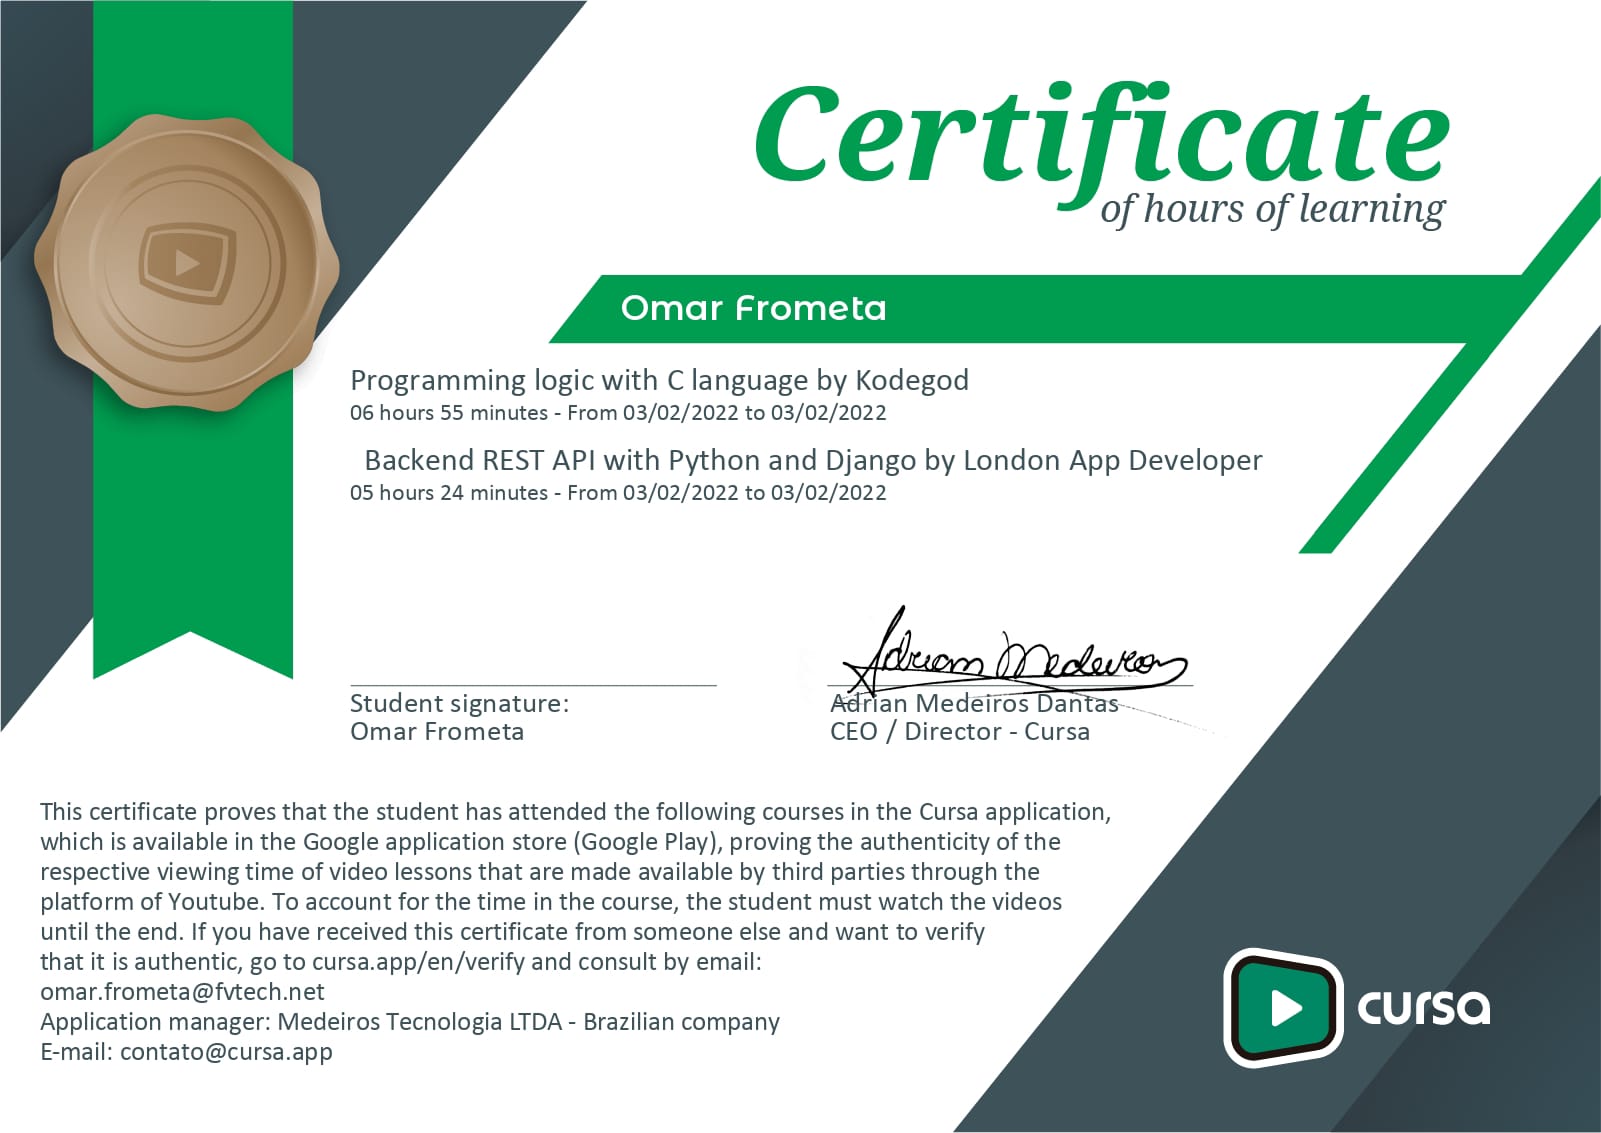 Certificate
of hours of learning
Omar Frometa
Programming logic with C language by Kodegod
06 hours 55 minutes - From 03/02/2022 to 03/02/2022
Backend REST API with Python and Django by London App Developer
05 hours 24 minutes - From 03/02/2022 to 03/02/2022
Adrian Medeiros
Student signature:
Omar Frometa
Adrian Medeiros Dantas
CEO / Director - Cursa
This certificate proves that the student has attended the following courses in the Cursa application,
which is available in the Google application store (Google Play), proving the authenticity of the
respective viewing time of video lessons that are made available by third parties through the
platform of Youtube. To account for the time in the course, the student must watch the videos
until the end. If you have received this certificate from someone else and want to verify
that it is authentic, go to cursa.app/en/verify and consult by email:
omar.frometa@fvtech.net
Application manager: Medeiros Tecnologia LTDA - Brazilian company
E-mail: contato@cursa.app
cursa